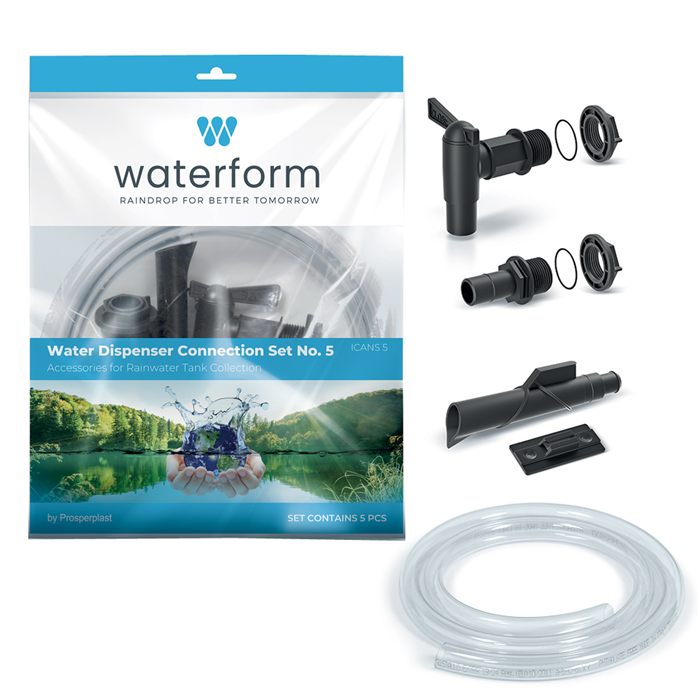 waterform
RAINDROP FOR BETTER TOMORROW
Water Dispenser Connection Set No. 5
ICANS 5
Accessories for Rainwater Tank Collection
by Prosperplast
SET CONTAINS 5 PCS